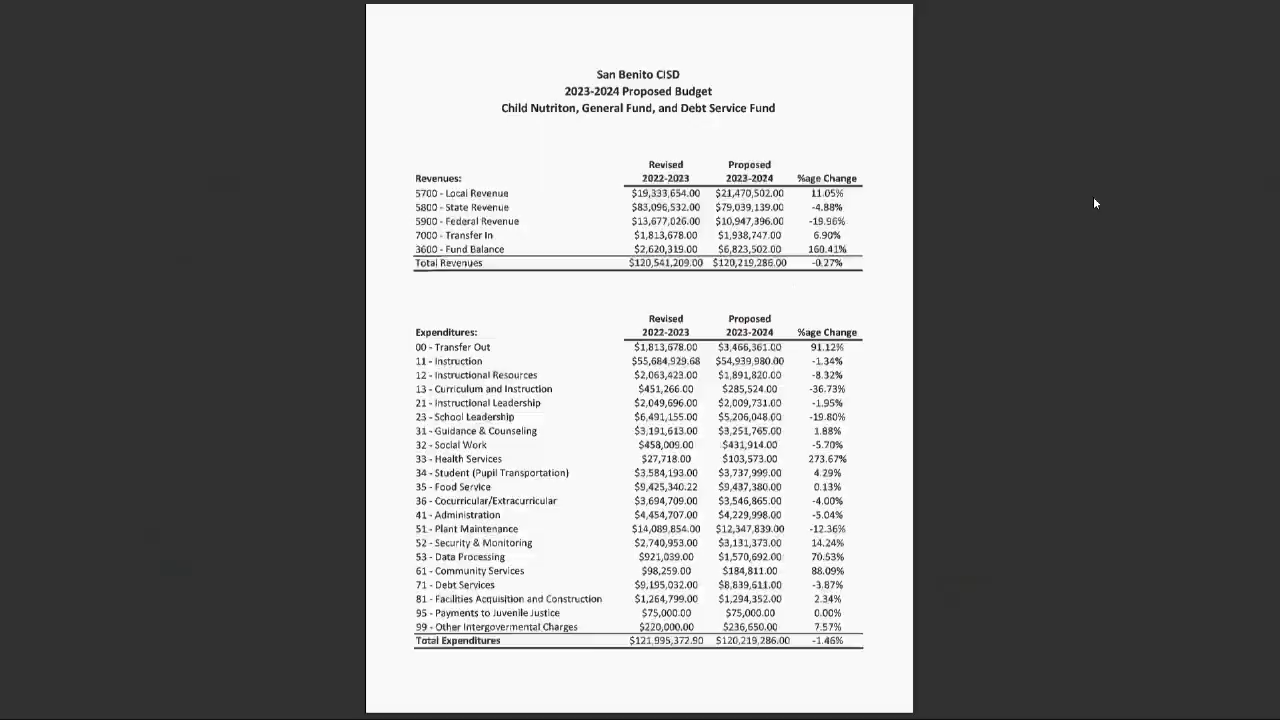 San Benito CISD
2023-2024 Proposed Budget
Child Nutriton, General Fund, and Debt Service Fund
Revised Proposed
Revenues: 2022-2023 2023-2024 %age Change
5700 - Local Revenue $19,333,654.00 $21,470,502.00 11.05%
5800 - State Revenue $83,096,532.00 $79,039,139.00 -4.88%
5900 - Federal Revenue $13,677,026.00 $10,947,396.00 -19.96%
7000 - Transfer In $1,813,678.00 $1,938,747.00 6.90%
3600 - Fund Balance $2,620,319.00 $6,823,502.00 160.41%
Total Revenues $120,541,209.00 $120,219,286.00 -0.27%
Revised Proposed
Expenditures: 2022-2023 2023-2024 %age Change
00 - Transfer Out $1,813,678.00 $3,466,361.00 91.12%
11 - Instruction $55,684,929.68 $54,939,980.00 -1.34%
12 - Instructional Resources $2,063,423.00 $1,891,820.00 -8.32%
13 - Curriculum and Instruction $451,266.00 $285,524.00 -36.73%
21 - Instructional Leadership $2,049,696.00 $2,009,731.00 -1.95%
23 - School Leadership $6,491,155.00 $5,206,048.00 -19.80%
31 - Guidance & Counseling $3,191,613.00 $3,251,765.00 1.88%
32 - Social Work $458,009.00 $431,914.00 -5.70%
33 - Health Services $27,718.00 $103,573.00 273.67%
34 - Student (Pupil Transportation) $3,584,193.00 $3,737,999.00 4.29%
35 - Food Service $9,425,340.22 $9,437,380.00 0.13%
36 - Cocurricular/Extracurricular $3,694,709.00 $3,546,865.00 -4.00%
41 - Administration $4,454,707.00 $4,229,998.00 -5.04%
51 - Plant Maintenance $14,089,854.00 $12,347,839.00 -12.36%
52 - Security & Monitoring $2,740,953.00 $3,131,373.00 14.24%
53 - Data Processing $921,039.00 $1,570,692.00 70.53%
61 - Community Services $98,259.00 $184,811.00 88.09%
71 - Debt Services $9,195,032.00 $8,839,611.00 -3.87%
81 - Facilities Acquisition and Construction $1,264,799.00 $1,294,352.00 2.34%
95 - Payments to Juvenile Justice $75,000.00 $75,000.00 0.00%
99 - Other Intergovermental Charges $220,000.00 $236,650.00 7.57%
Total Expenditures $121,995,372.90 $120,219,286.00 -1.46%